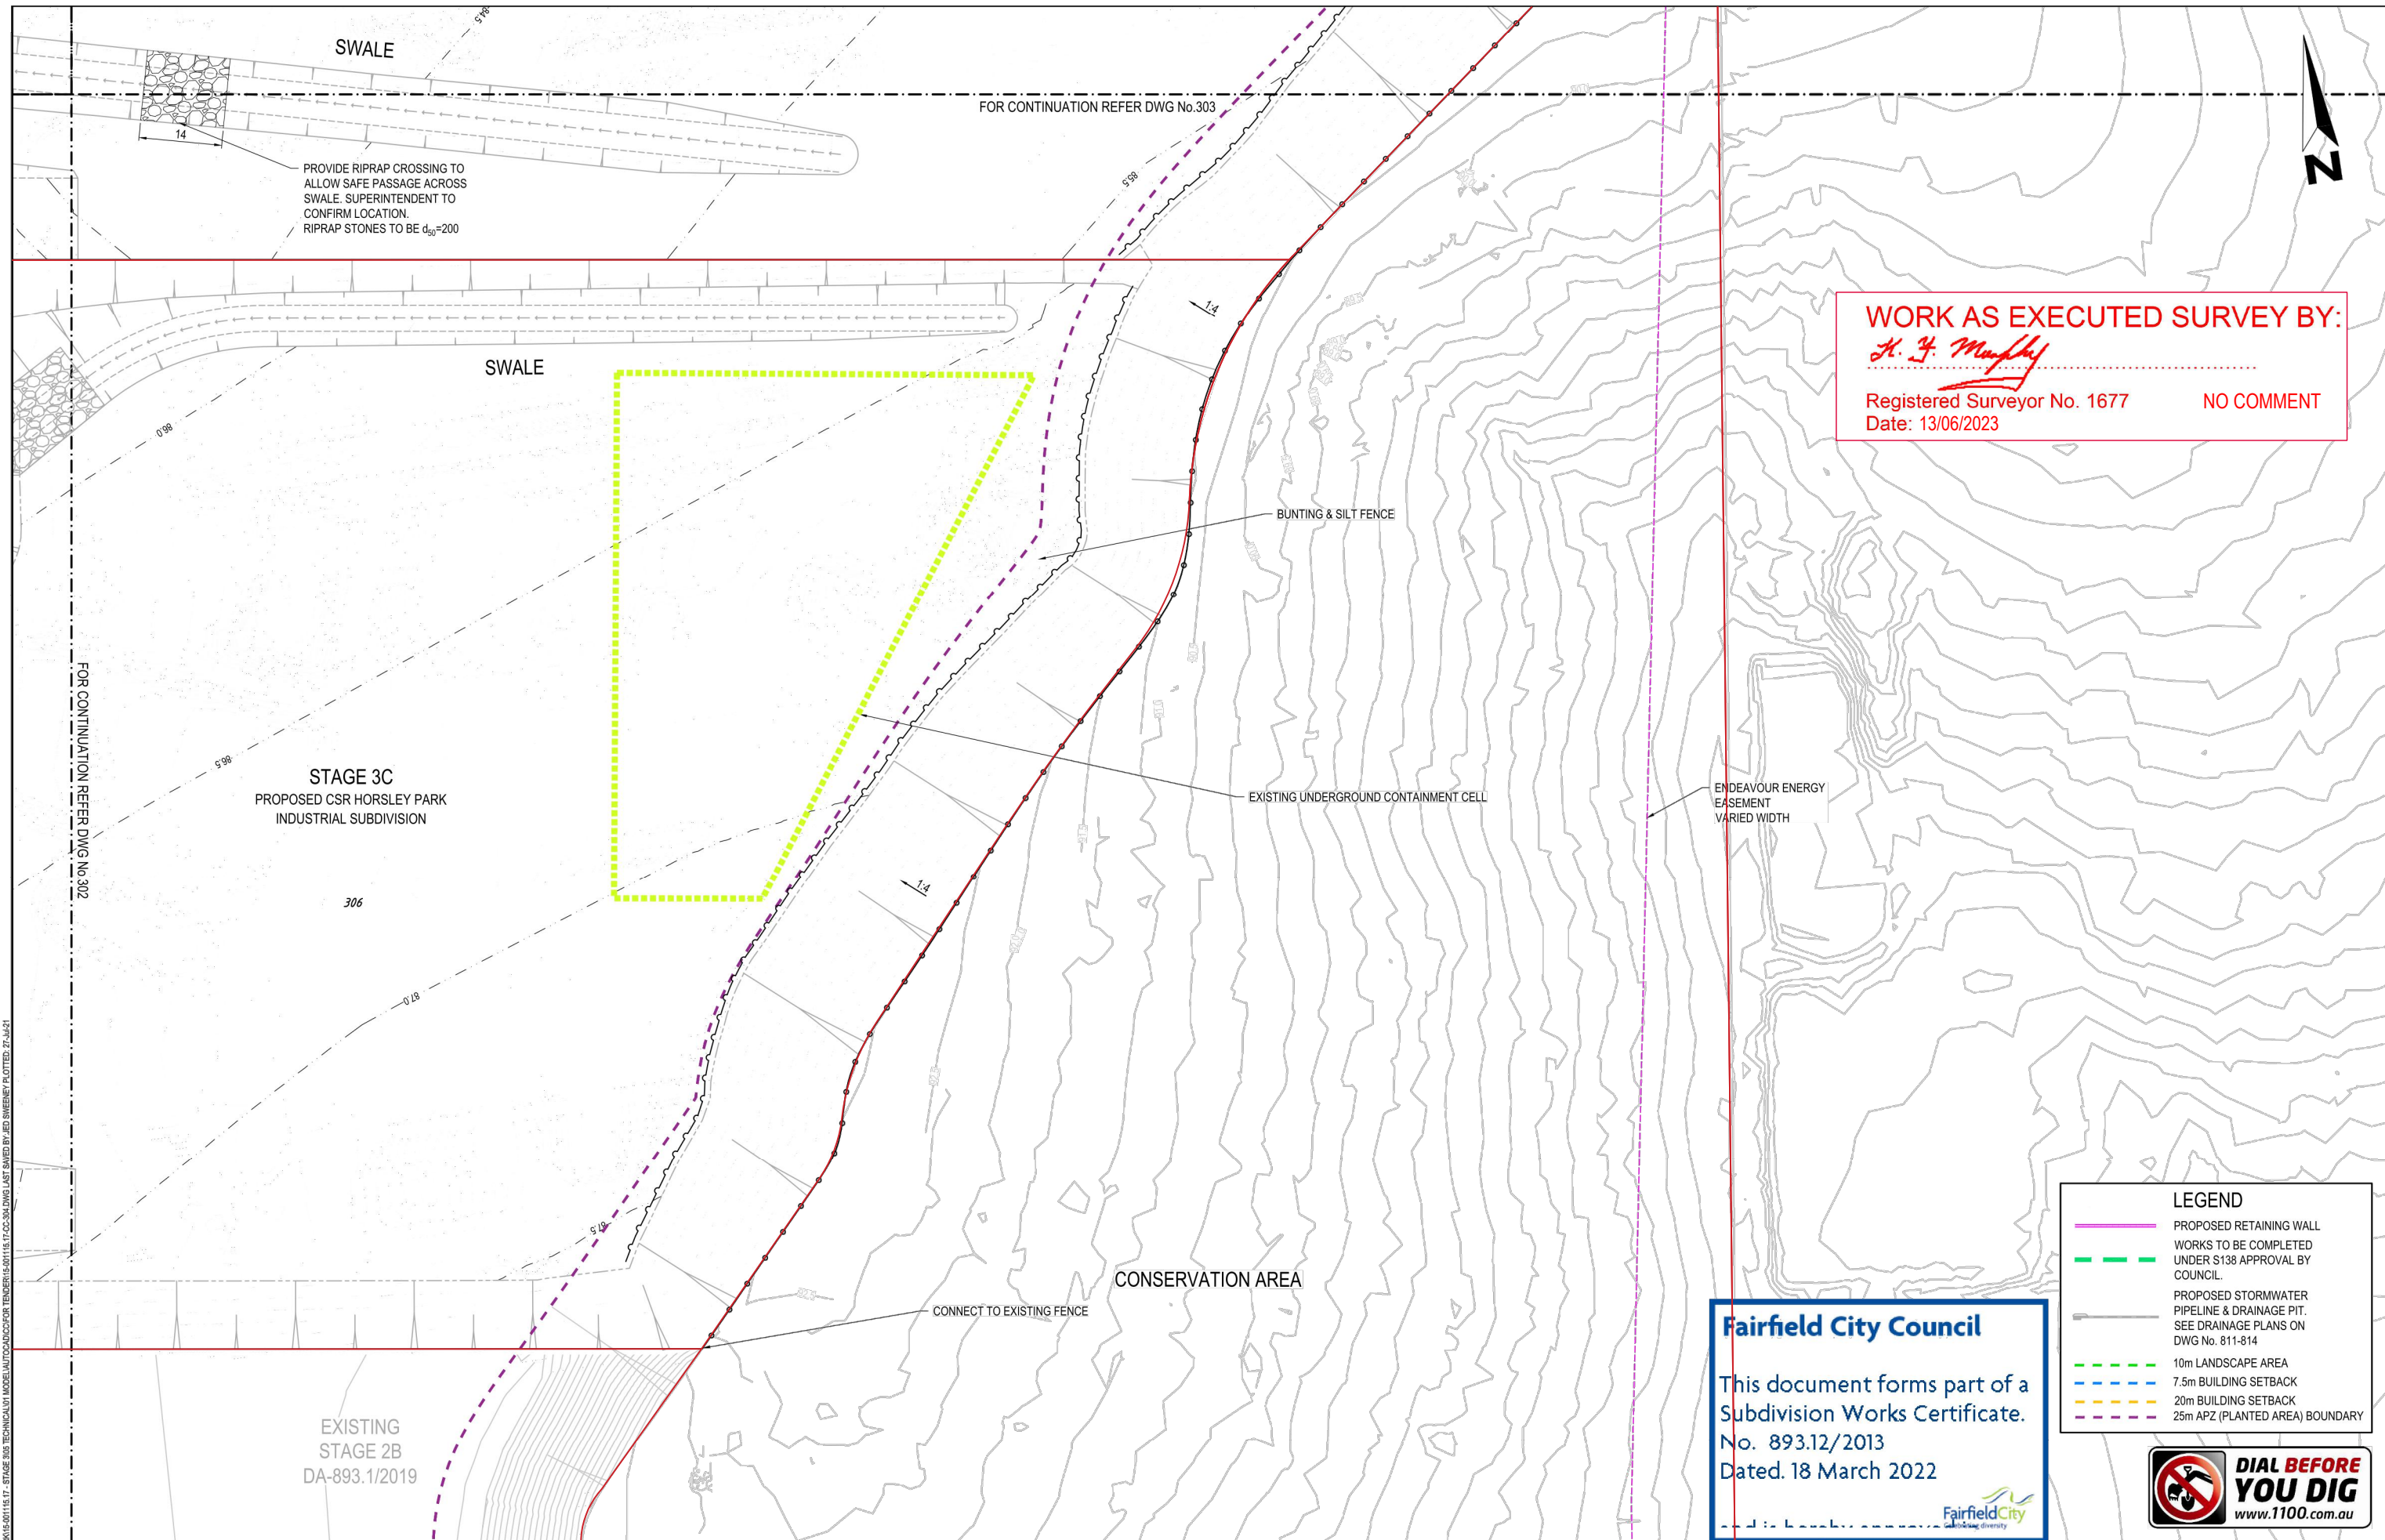 84.5
SWALE
14
PROVIDE RIPRAP CROSSING TO
ALLOW SAFE PASSAGE ACROSS
SWALE. SUPERINTENDENT TO
CONFIRM LOCATION.
RIPRAP STONES TO BE d50=200
FOR CONTINUATION REFER DWG No.303
85.5
N
1:4
WORK AS EXECUTED SURVEY BY:
K. F. Murphy
Registered Surveyor No. 1677
NO COMMENT
Date: 13/06/2023
SWALE
86.0
BUNTING & SILT FENCE
FOR CONTINUATION REFER DWG No.302
86.5
STAGE 3C
PROPOSED CSR HORSLEY PARK
INDUSTRIAL SUBDIVISION
306
EXISTING UNDERGROUND CONTAINMENT CELL
ENDEAVOUR ENERGY
EASEMENT
VARIED WIDTH
1:4
87.0
87.5
CONSERVATION AREA
CONNECT TO EXISTING FENCE
EXISTING
STAGE 2B
DA-893.1/2019
LEGEND
PROPOSED RETAINING WALL
WORKS TO BE COMPLETED
UNDER S138 APPROVAL BY
COUNCIL.
PROPOSED STORMWATER
PIPELINE & DRAINAGE PIT.
SEE DRAINAGE PLANS ON
DWG No. 811-814
10m LANDSCAPE AREA
7.5m BUILDING SETBACK
20m BUILDING SETBACK
25m APZ (PLANTED AREA) BOUNDARY
Fairfield City Council
This document forms part of a
Subdivision Works Certificate.
No. 893.12/2013
Dated. 18 March 2022
FairfieldCity
Celebrating diversity
DIAL BEFORE
YOU DIG
www.1100.com.au